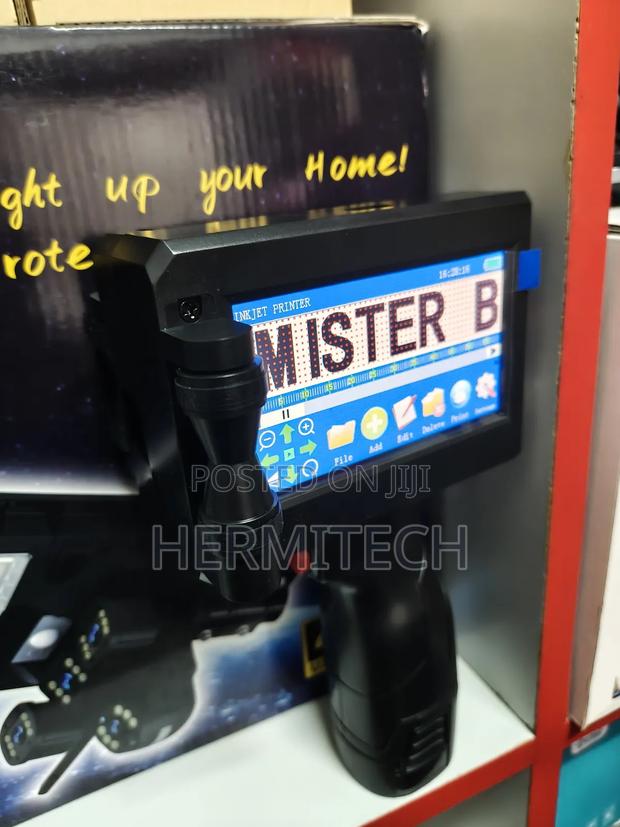 ght up your Home!
rote
INKJET PRINTER 16:28:16
MISTER B
File Add Edit Delete Print
POSTED ON JIJI
HERMITECH